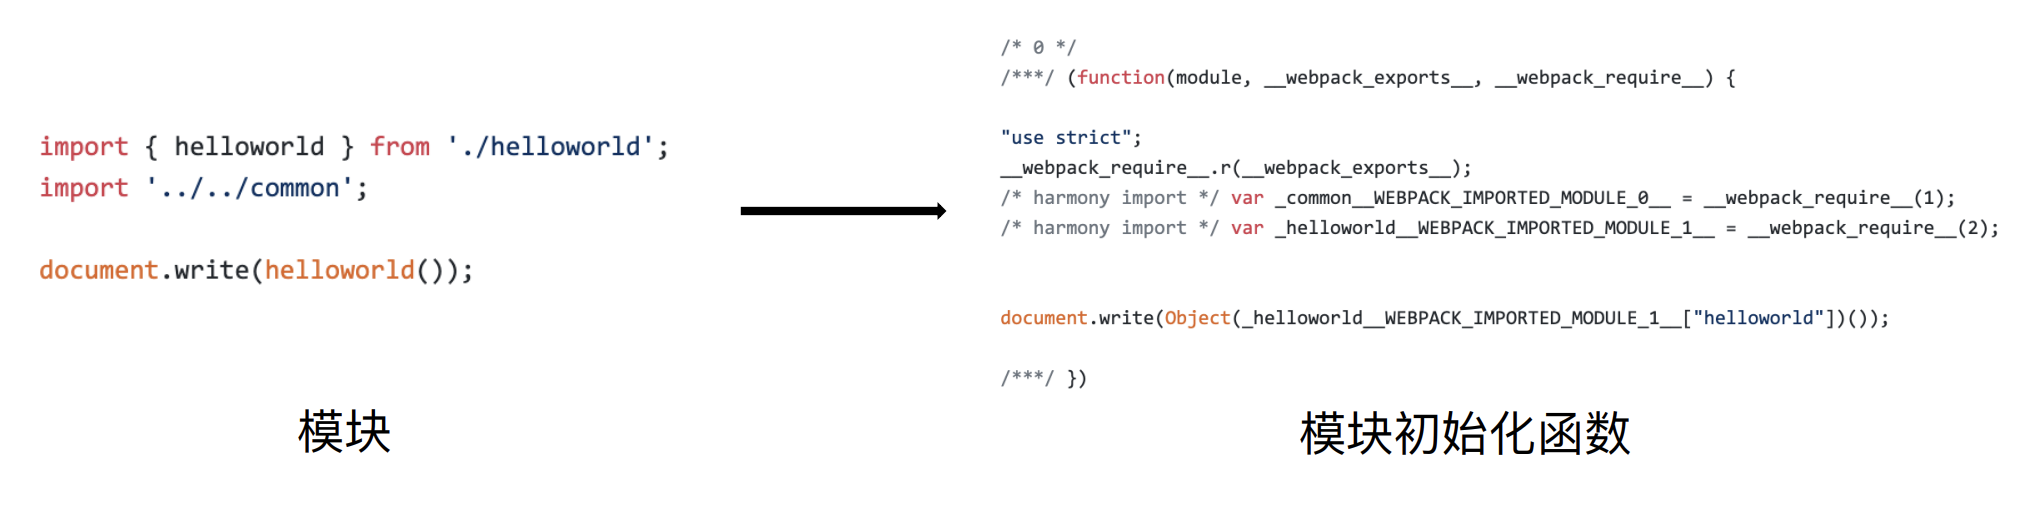 import { helloworld } from './helloworld';
import '../../common';
document.write(helloworld());
模块
/* 0 */
/***/ (function(module, __webpack_exports__, __webpack_require__) {
"use strict";
__webpack_require__.r(__webpack_exports__);
/* harmony import */ var _common__WEBPACK_IMPORTED_MODULE_0__ = __webpack_require__(1);
/* harmony import */ var _helloworld__WEBPACK_IMPORTED_MODULE_1__ = __webpack_require__(2);
document.write(Object(_helloworld__WEBPACK_IMPORTED_MODULE_1__["helloworld"])());
/***/ })
模块初始化函数